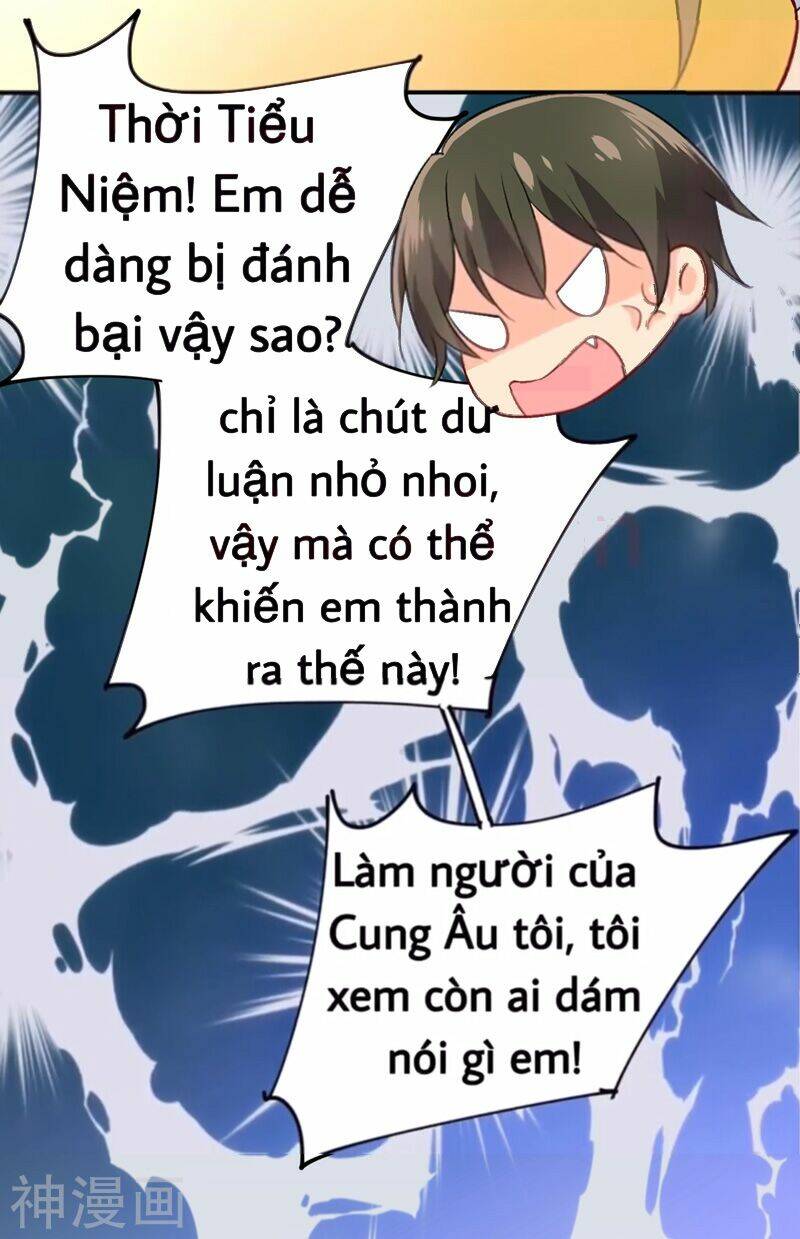 Thời Tiểu
Niệm! Em dễ
dàng bị đánh
bại vậy sao?
chỉ là chút dư
luận nhỏ nhoi,
vậy mà có thể
khiến em thành
ra thế này!
Làm người của
Cung Âu tôi, tôi
xem còn ai dám
nói gì em!
神漫画